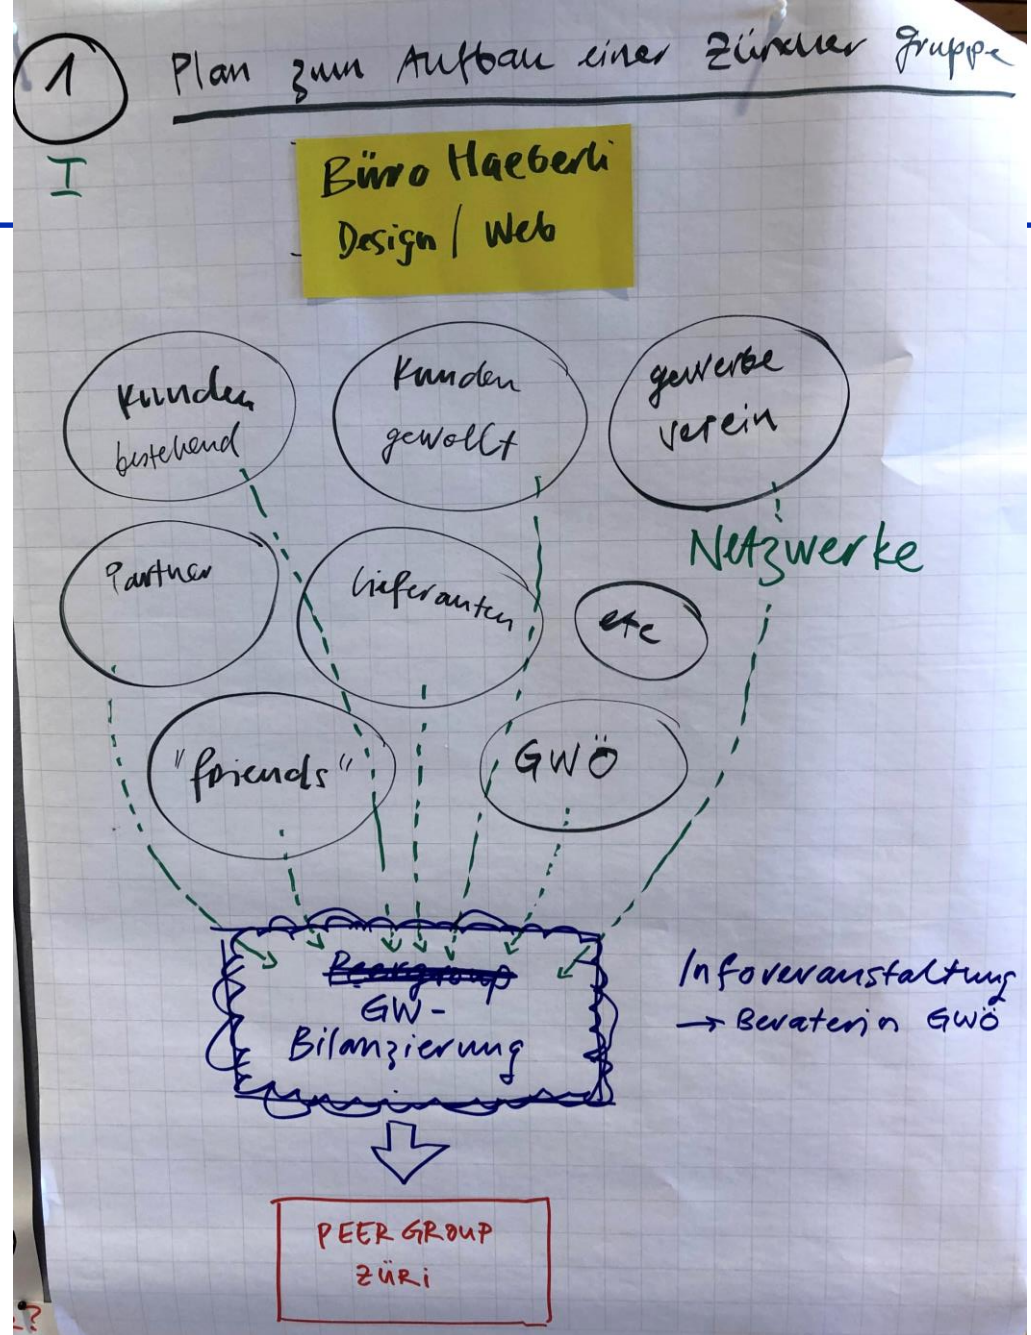 1 Plan zum Aufbau einer Zürcher Gruppe
I
Büro Haeberli
Design / Web
Kunden
bestehend
Kunden
gewollt
gewerbe
verein
Netzwerke
Partner
Lieferanten
etc
"friends"
GWÖ
Peergroup
GW-
Bilanzierung
Infoveranstaltung
→ Beraterin GWÖ
PEER GROUP
ZÜRI
?